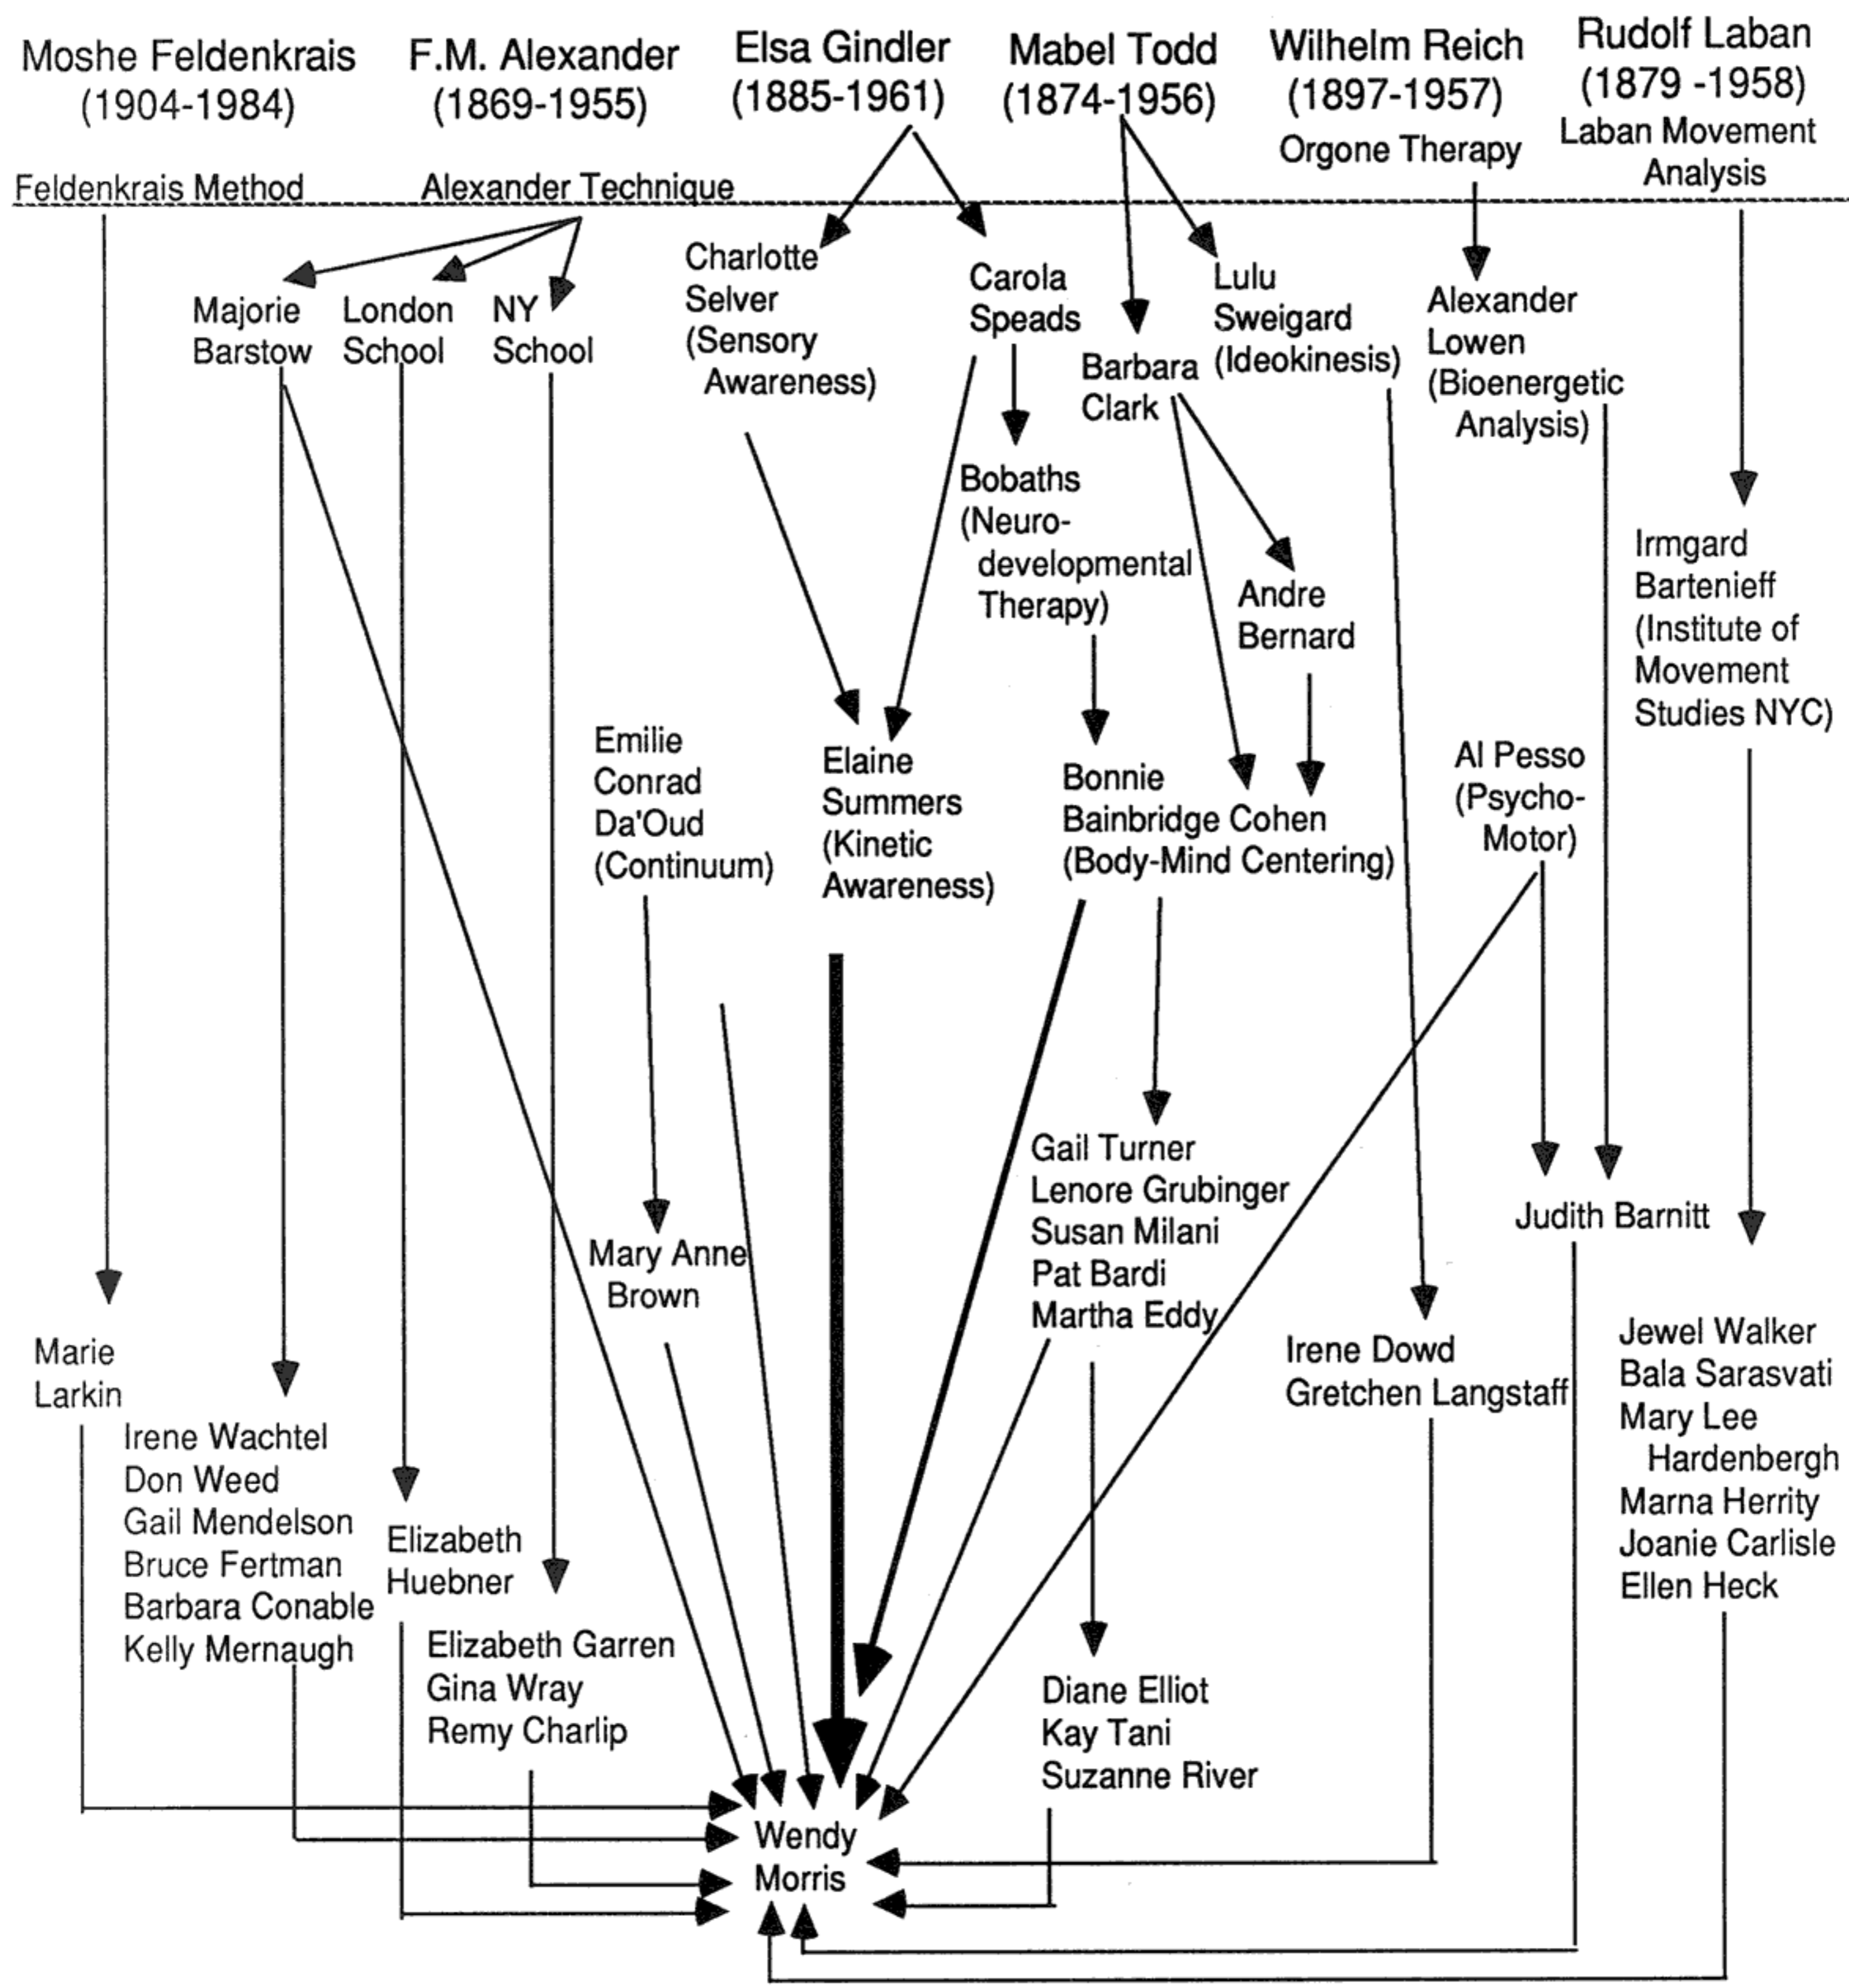 Moshe Feldenkrais
(1904-1984)
Feldenkrais Method
F.M. Alexander
(1869-1955)
Alexander Technique
Elsa Gindler
(1885-1961)
Mabel Todd
(1874-1956)
Wilhelm Reich
(1897-1957)
Orgone Therapy
Rudolf Laban
(1879 -1958)
Laban Movement
Analysis
Majorie
Barstow
London
School
NY
School
Charlotte
Selver
(Sensory
Awareness)
Carola
Speads
Barbara
Clark
Lulu
Sweigard
(Ideokinesis)
Alexander
Lowen
(Bioenergetic
Analysis)
Bobaths
(Neuro-
developmental
Therapy)
Andre
Bernard
Irmgard
Bartenieff
(Institute of
Movement
Studies NYC)
Emilie
Conrad
Da'Oud
(Continuum)
Elaine
Summers
(Kinetic
Awareness)
Bonnie
Bainbridge Cohen
(Body-Mind Centering)
Al Pesso
(Psycho-
Motor)
Gail Turner
Lenore Grubinger
Susan Milani
Pat Bardi
Martha Eddy
Judith Barnitt
Mary Anne
Brown
Marie
Larkin
Irene Dowd
Gretchen Langstaff
Jewel Walker
Bala Sarasvati
Mary Lee
Hardenbergh
Marna Herrity
Joanie Carlisle
Ellen Heck
Irene Wachtel
Don Weed
Gail Mendelson
Bruce Fertman
Barbara Conable
Kelly Mernaugh
Elizabeth
Huebner
Elizabeth Garren
Gina Wray
Remy Charlip
Diane Elliot
Kay Tani
Suzanne River
Wendy
Morris